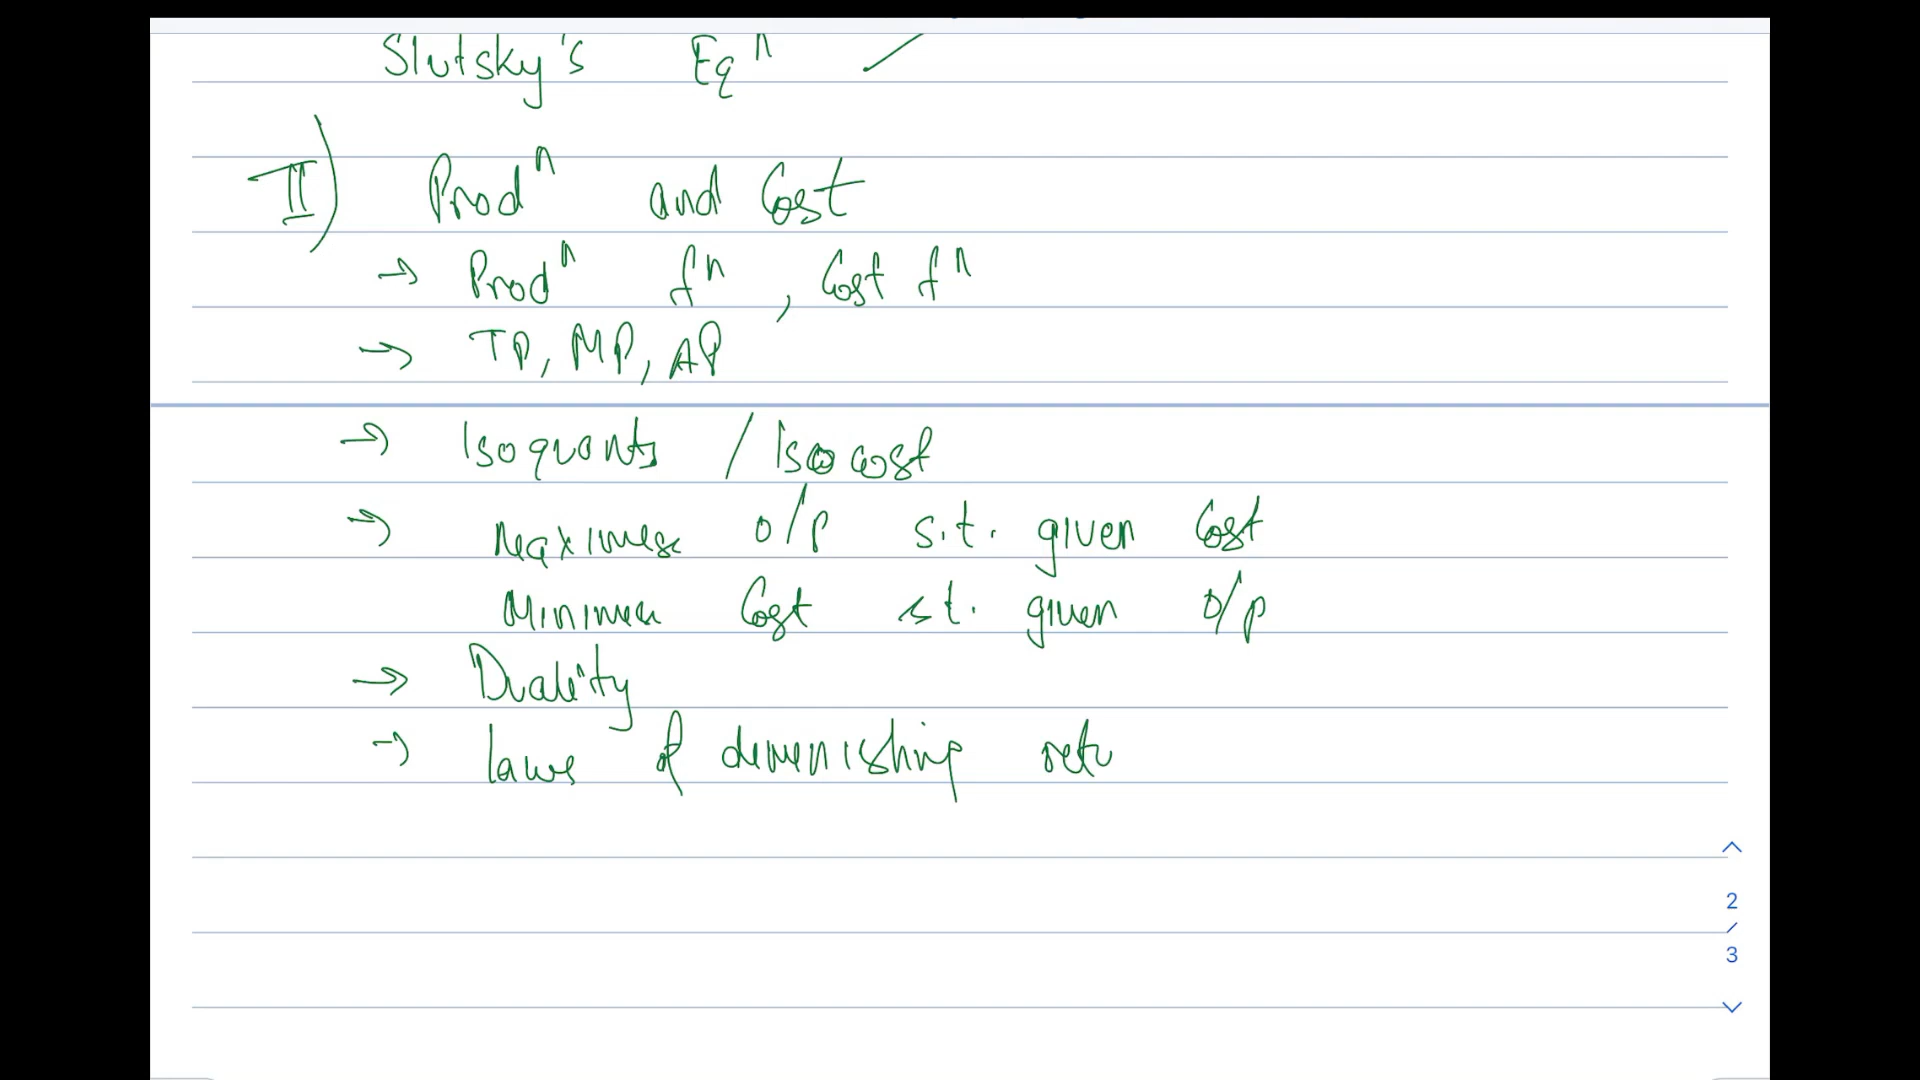 Slutsky's Eqⁿ
II) Prodⁿ and Cost
→ Prodⁿ fⁿ, Cost fⁿ
→ TP, MP, AP
→ Isoquants / Isocost
→ Maximise o/p s.t. given Cost
Minimise Cost s.t. given o/p
→ Duality
→ laws of diminishing retu
2
/
3